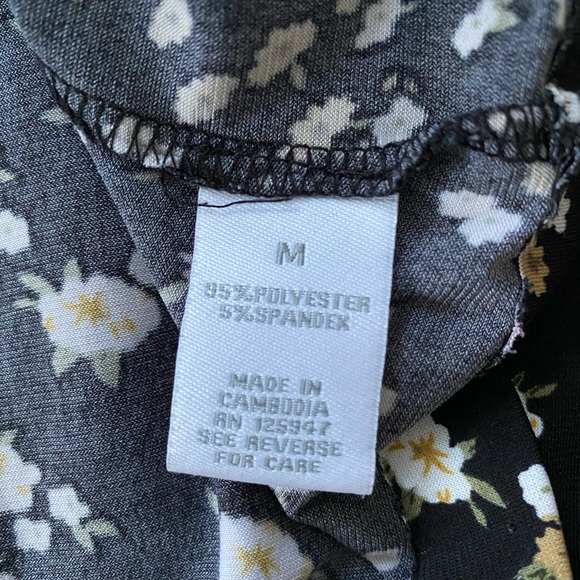 M
95%POLYESTER
5%SPANDEX
MADE IN
CAMBODIA
RN 125947
SEE REVERSE
FOR CARE